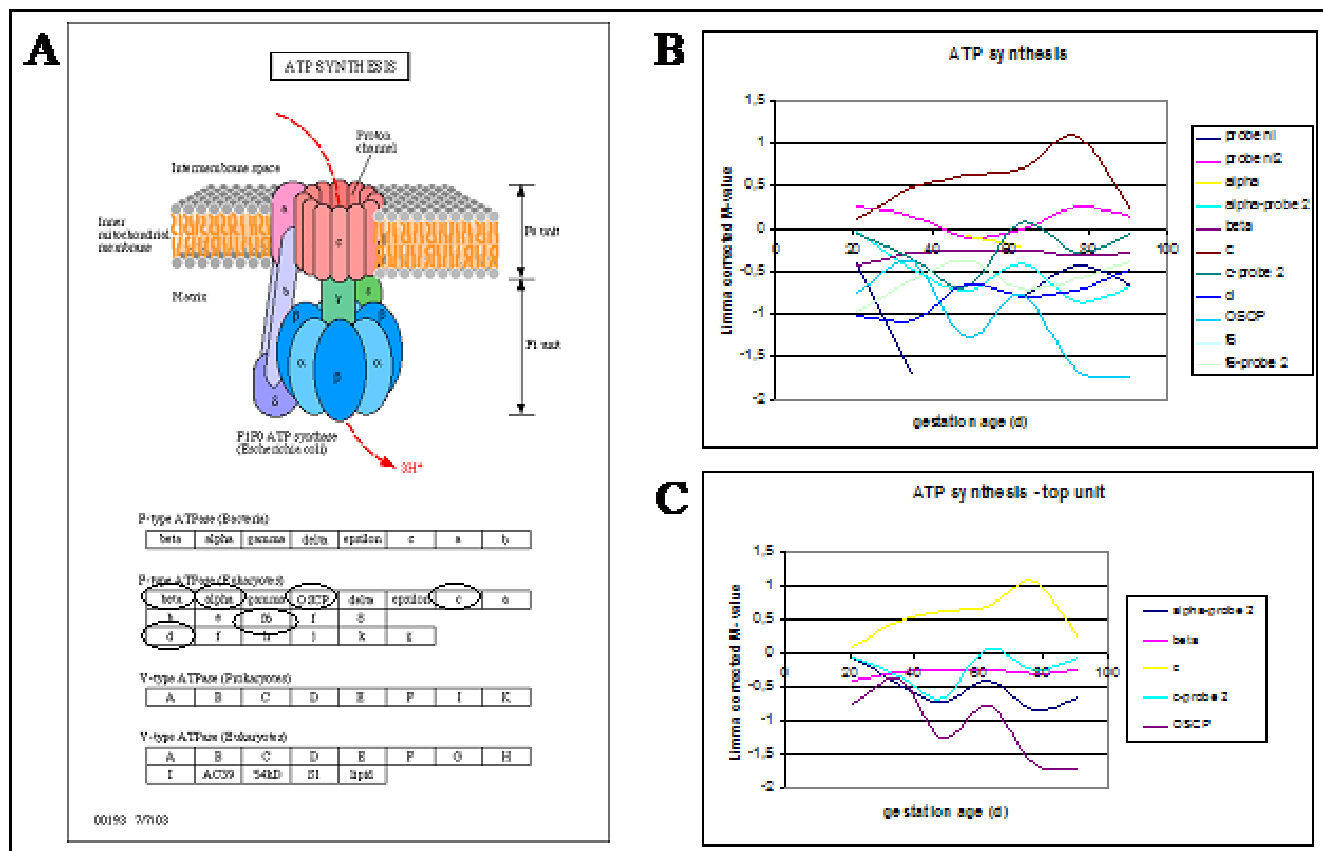 A
ATP SYNTHESIS
Proton channel
Intermembrane space
Inner mitochondrial membrane
Matrix
a
c
b
γ
ε
β
α
β
α
δ
F0 unit
F1 unit
F1F0 ATP synthase
(Escherichia coli)
3H+
F-type ATPase (Bacteria)
beta alpha gamma delta epsilon c a b
F-type ATPase (Eukaryotes)
beta alpha gamma OSCP delta epsilon c a
b e f6 f 8
d f h j k g
V-type ATPase (Prokaryotes)
A B C D E F I K
V-type ATPase (Eukaryotes)
A B C D E F G H
I AC39 54kD S1 lipid
00193 7/7/03
B
ATP synthesis
Limma corrected M-value
1,5
1
0,5
0
-0,5
-1
-1,5
-2
0 20 40 60 80 100
gestation age (d)
probe nl
probe nl2
alpha
alpha-probe 2
beta
c
c-probe 2
d
OSCP
f6
f6-probe 2
C
ATP synthesis - top unit
Limma corrected M-value
1,5
1
0,5
0
-0,5
-1
-1,5
-2
0 20 40 60 80 100
gestation age (d)
alpha-probe 2
beta
c
c-probe 2
OSCP